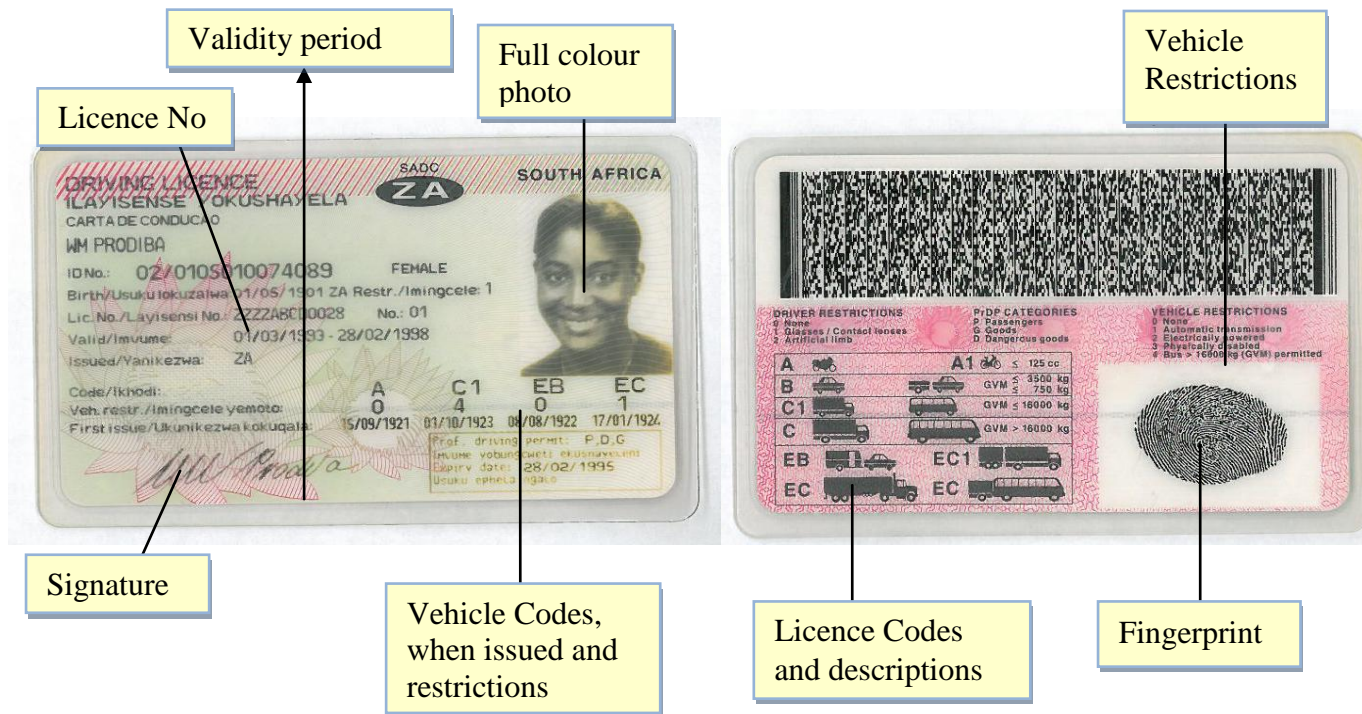 Validity period
Full colour
photo
Vehicle
Restrictions
Licence No
DRIVING LICENCE
ILAYISENSE YOKUSHAYELA
CARTA DE CONDUCAO
SADC
ZA
SOUTH AFRICA
WM PRODIBA
ID No.: 02/0105010074089 FEMALE
Birth/Usuku lokuzalwa 01/05/1901 ZA Restr./Imingcele: 1
Lic. No./Layisensi No. ZZZZABCD0028 No.: 01
Valid/Imvume: 01/03/1993 - 28/02/1998
Issued/Yanikezwa: ZA
Code/Ikhodi: A C1 EB EC
Veh. restr./Imingcele yemoto: 0 4 0 1
First issue/Ukunikezwa kokuqala: 15/09/1921 01/10/1923 08/08/1922 17/01/1924
Prof. driving permit: P,D,G
Expiry date: 28/02/1995
DRIVER RESTRICTIONS
0 None
1 Glasses / Contact lenses
2 Artificial limb
PrDP CATEGORIES
P Passengers
G Goods
D Dangerous goods
VEHICLE RESTRICTIONS
0 None
1 Automatic transmission
2 Electrically powered
3 Physically disabled
4 Bus > 16000 kg (GVM) permitted
A A1 ≤ 125 cc
B GVM ≤ 3500 kg
≤ 750 kg
C1 GVM ≤ 16000 kg
C GVM > 16000 kg
EB EC1
EC EC
Signature
Vehicle Codes,
when issued and
restrictions
Licence Codes
and descriptions
Fingerprint